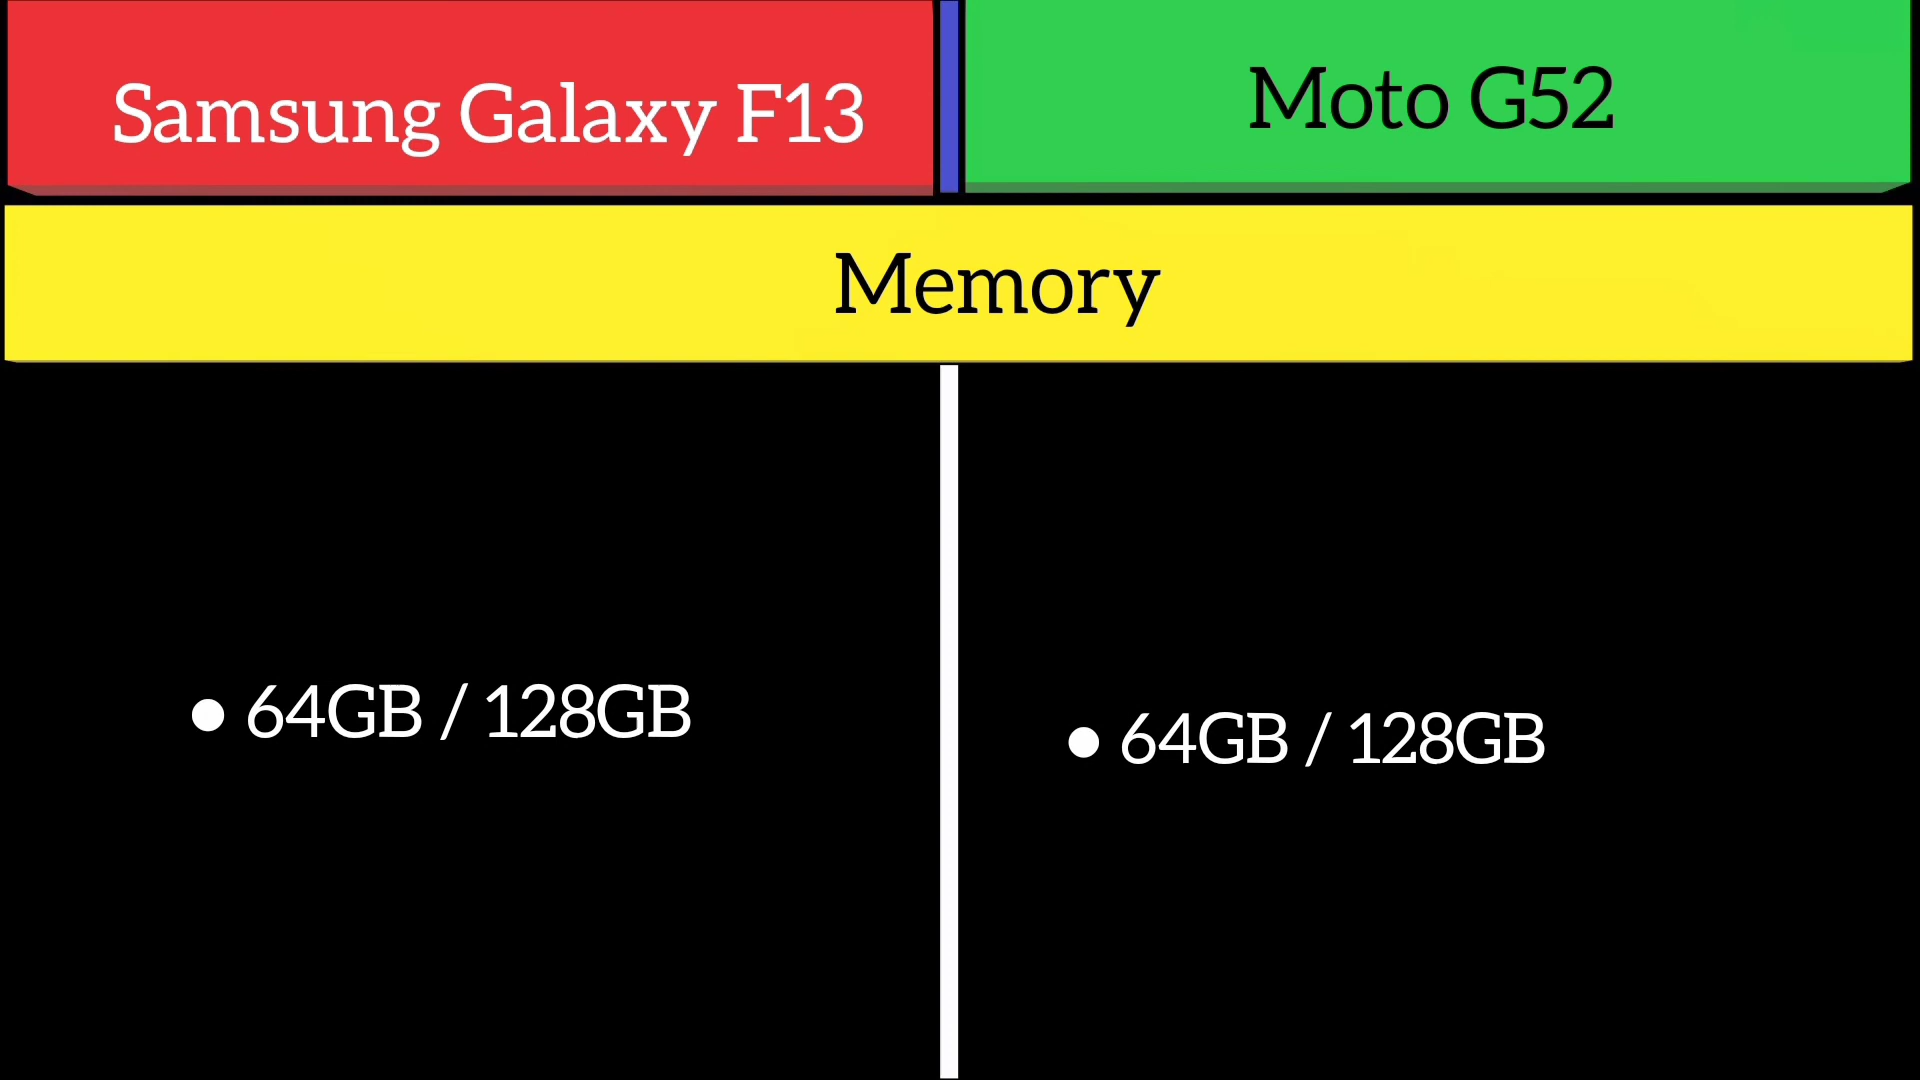 Samsung Galaxy F13
Moto G52
Memory
● 64GB / 128GB
● 64GB / 128GB